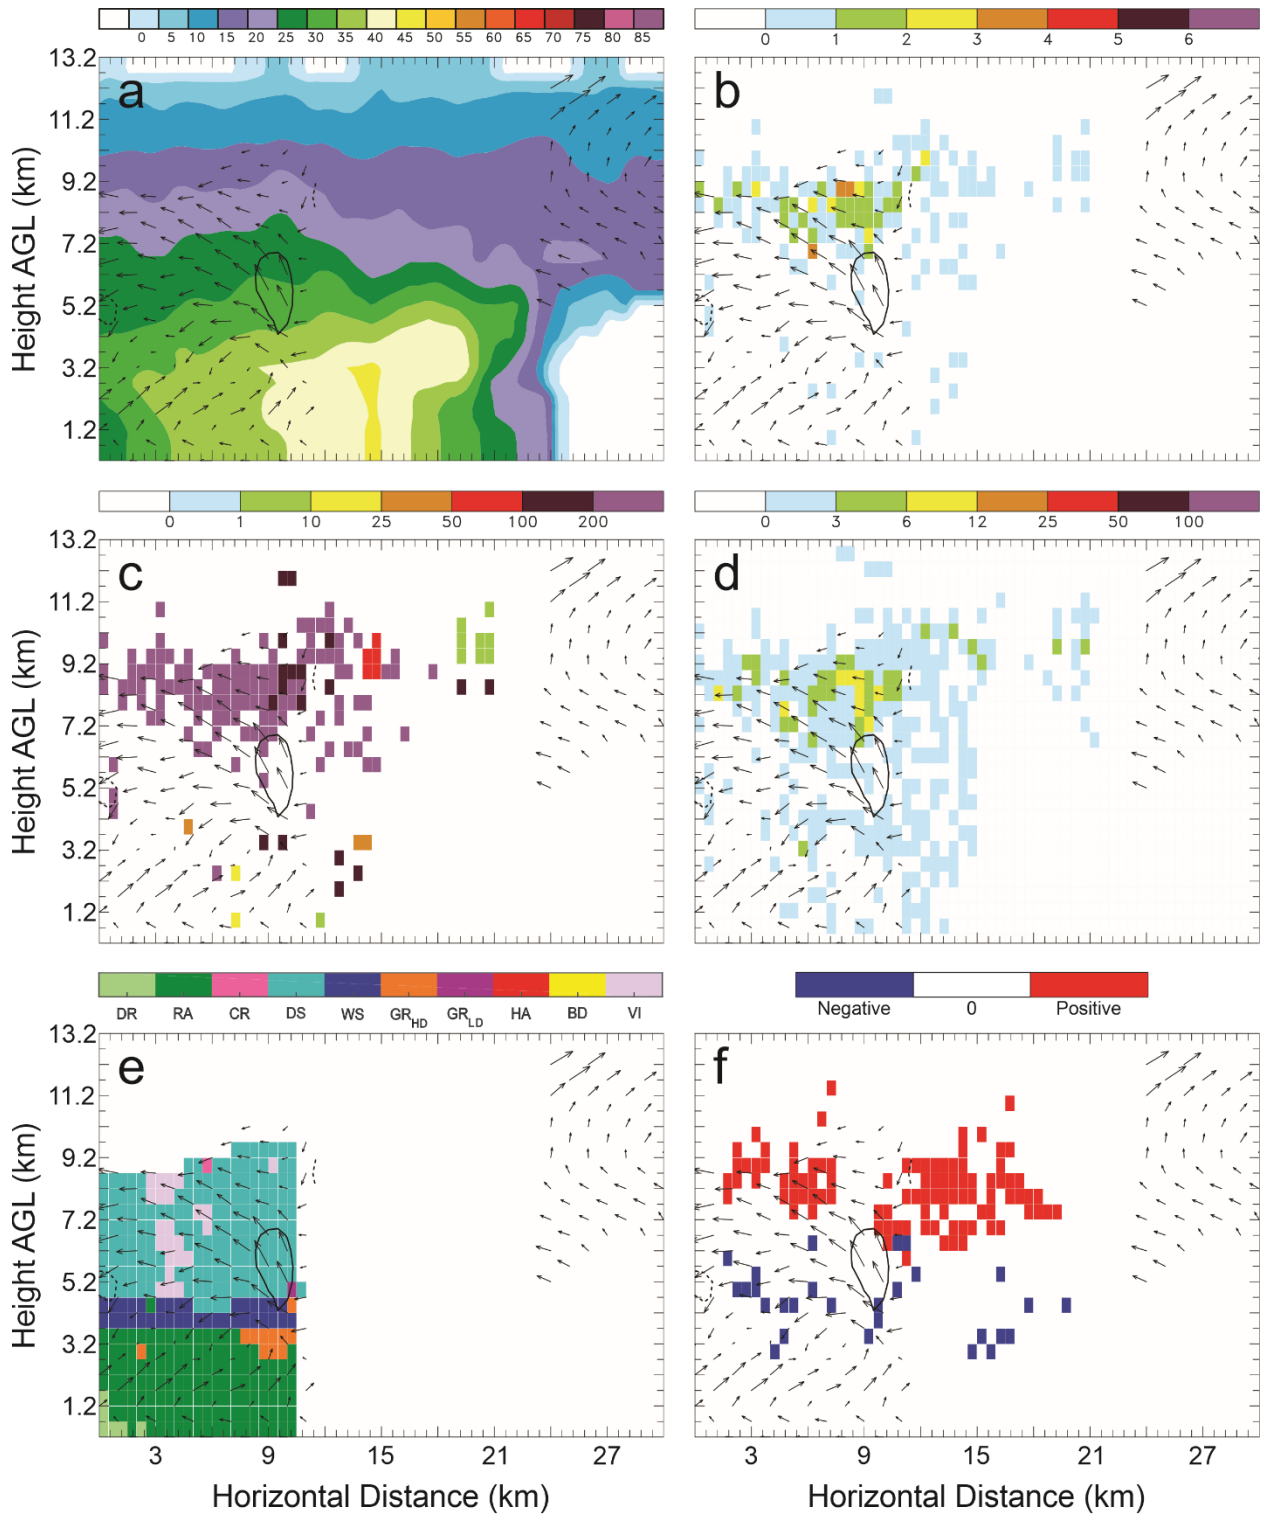 0 5 10 15 20 25 30 35 40 45 50 55 60 65 70 75 80 85
0 1 2 3 4 5 6
a
b
13.2
11.2
9.2
7.2
5.2
3.2
1.2
Height AGL (km)
0 1 10 25 50 100 200
0 3 6 12 25 50 100
c
d
13.2
11.2
9.2
7.2
5.2
3.2
1.2
Height AGL (km)
DR RA CR DS WS GR_HD GR_LD HA BD VI
Negative 0 Positive
e
f
13.2
11.2
9.2
7.2
5.2
3.2
1.2
Height AGL (km)
3 9 15 21 27
3 9 15 21 27
Horizontal Distance (km)
Horizontal Distance (km)